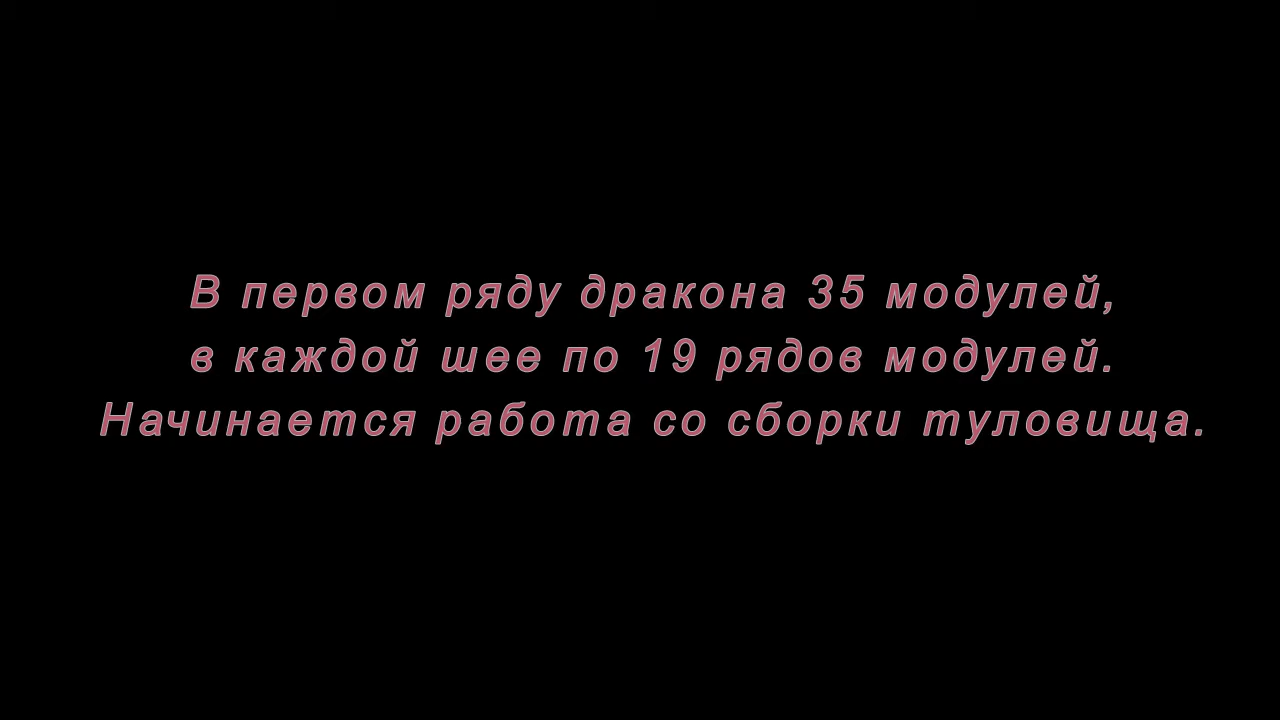 В первом ряду дракона 35 модулей,
в каждой шее по 19 рядов модулей.
Начинается работа со сборки туловища.